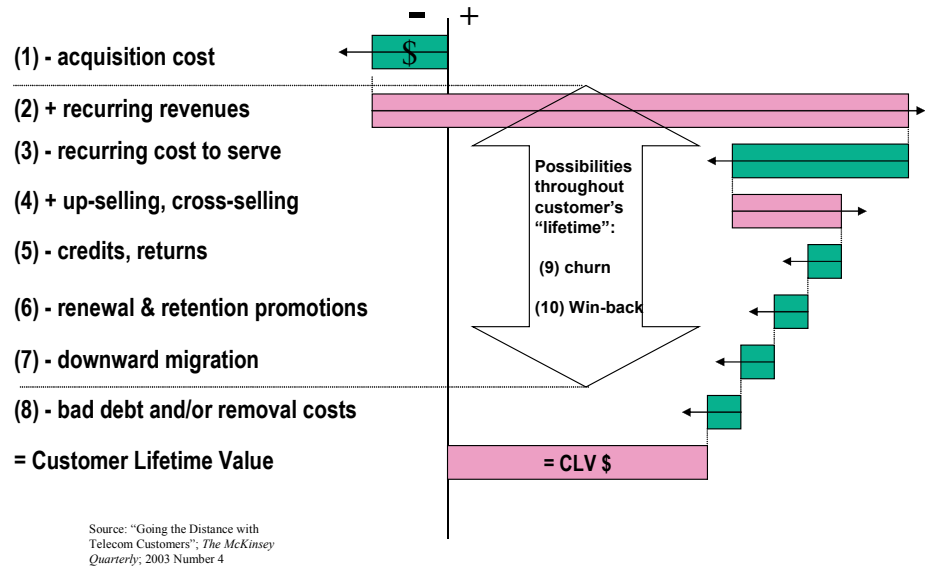 - +
(1) - acquisition cost
$
(2) + recurring revenues
(3) - recurring cost to serve
(4) + up-selling, cross-selling
(5) - credits, returns
(6) - renewal & retention promotions
(7) - downward migration
(8) - bad debt and/or removal costs
Possibilities
throughout
customer’s
“lifetime”:
(9) churn
(10) Win-back
= Customer Lifetime Value
= CLV $
Source: “Going the Distance with
Telecom Customers”; The McKinsey
Quarterly; 2003 Number 4